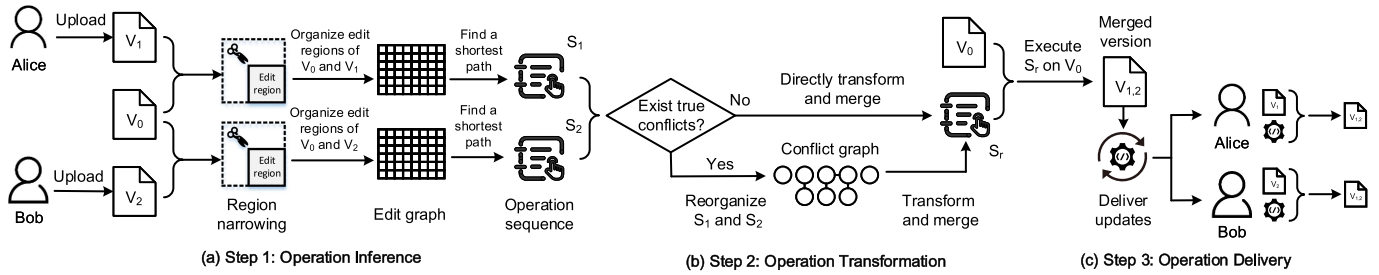 Alice
Upload
V1
V0
Bob
Upload
V2
Edit
region
Edit
region
Region
narrowing
Organize edit
regions of
V0 and V1
Organize edit
regions of
V0 and V2
Edit graph
Find a
shortest
path
Find a
shortest
path
S1
S2
Operation
sequence
(a) Step 1: Operation Inference
Exist true
conflicts?
No
Directly transform
and merge
Yes
Reorganize
S1 and S2
Conflict graph
Transform
and merge
V0
Sr
(b) Step 2: Operation Transformation
Execute
Sr on V0
Merged
version
V1,2
Deliver
updates
Alice
V1
V1,2
Bob
V2
V1,2
(c) Step 3: Operation Delivery